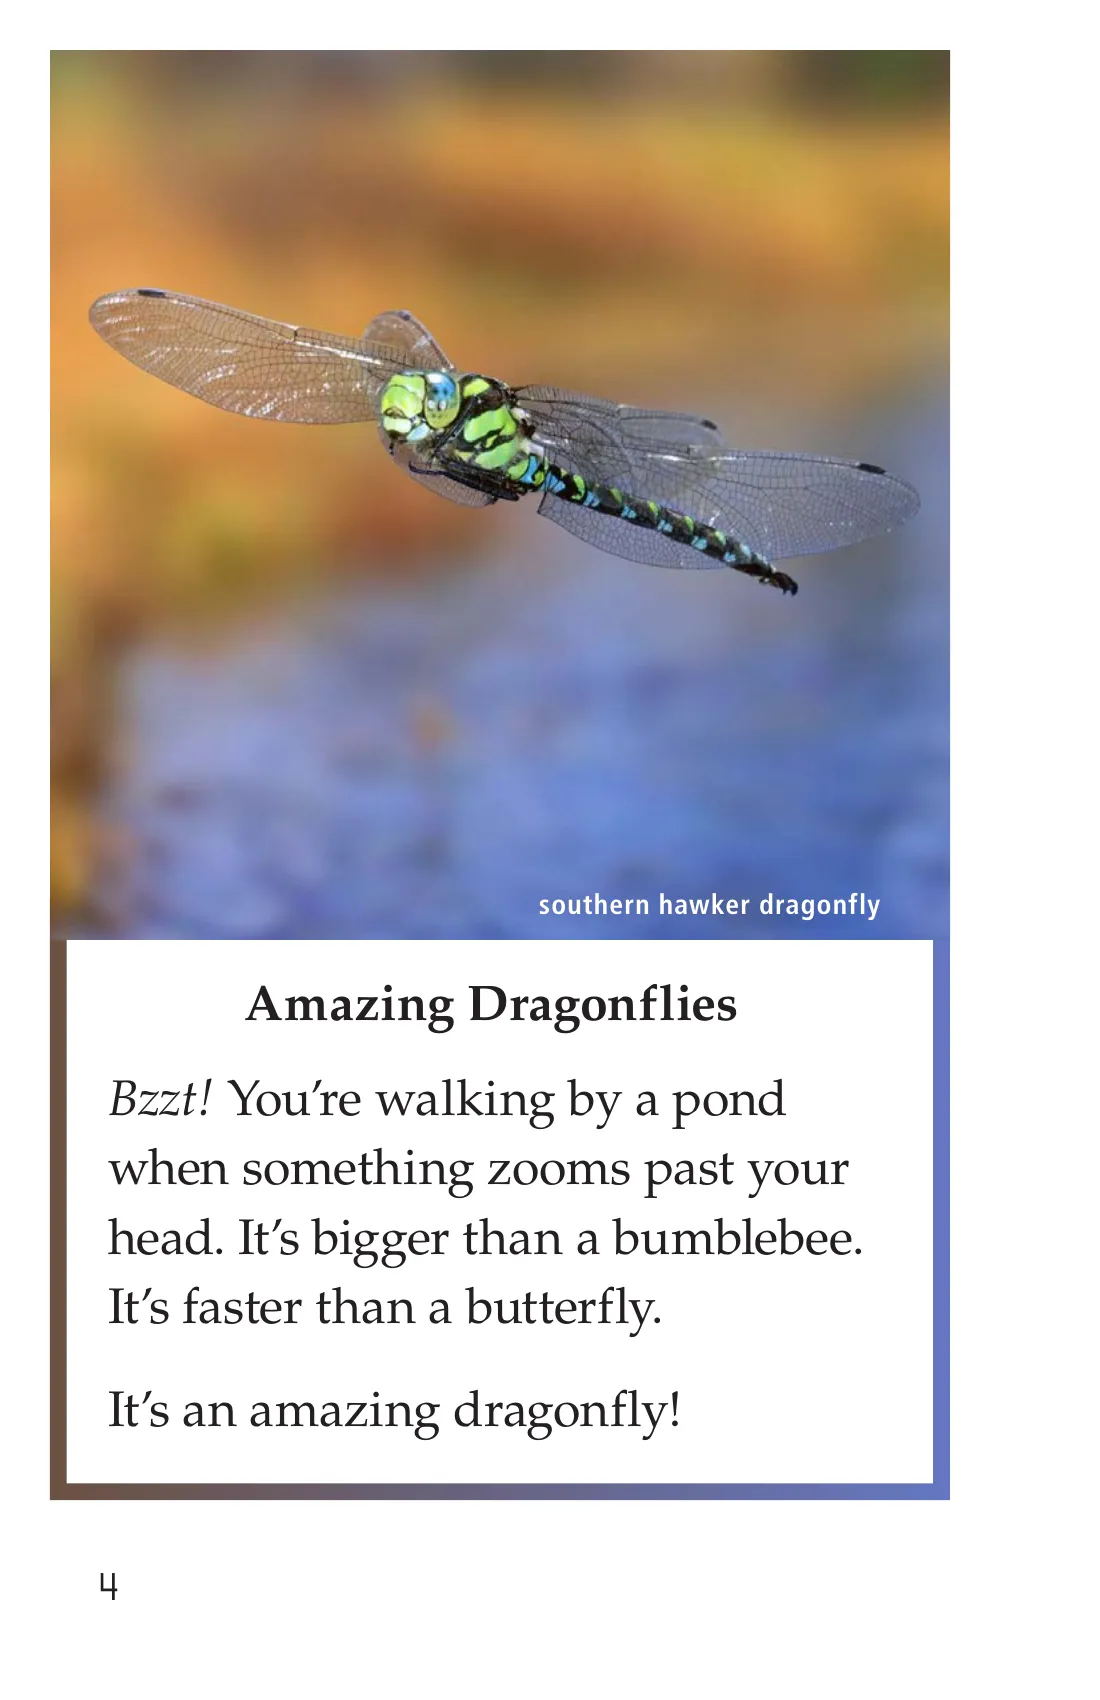 southern hawker dragonfly
Amazing Dragonflies
Bzzt! You’re walking by a pond
when something zooms past your
head. It’s bigger than a bumblebee.
It’s faster than a butterfly.
It’s an amazing dragonfly!
4